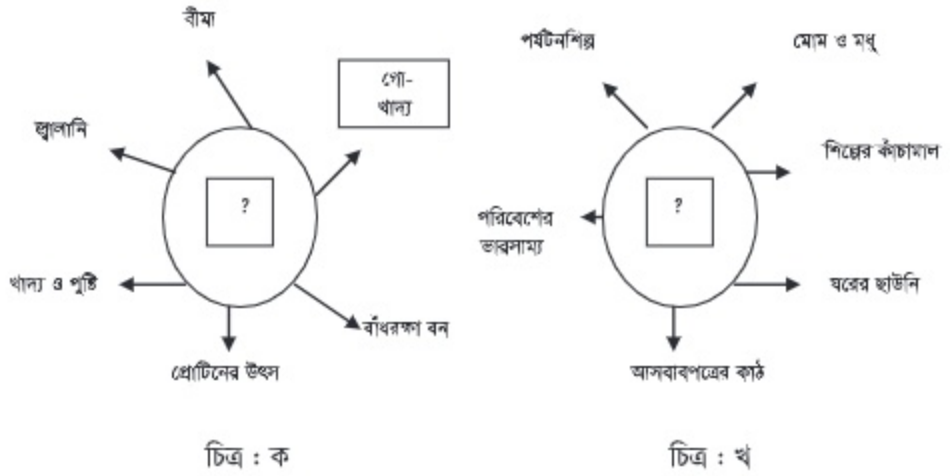 বীমা
গো-
খাদ্য
জ্বালানি
?
খাদ্য ও পুষ্টি
বাঁধরক্ষা বন
প্রোটিনের উৎস
চিত্র : ক
পর্যটনশিল্প
মোম ও মধু
শিল্পের কাঁচামাল
?
পরিবেশের
ভারসাম্য
ঘরের ছাউনি
আসবাবপত্রের কাঠ
চিত্র : খ